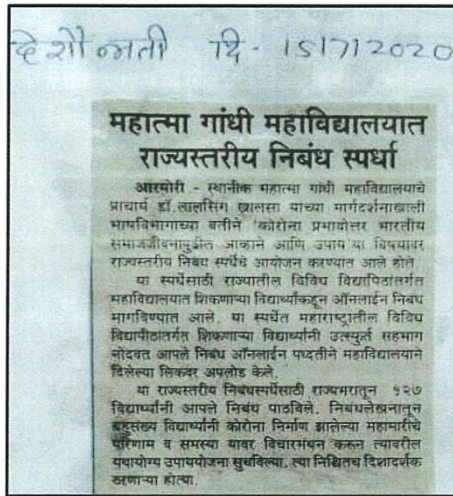 देशोन्नती दि - 15/7/2020
महात्मा गांधी महाविद्यालयात
राज्यस्तरीय निबंध स्पर्धा
आरमोरी - स्थानीक महात्मा गांधी महाविद्यालयाचे
प्राचार्य डॉ.लालसिंग खालसा याच्या मार्गदर्शनाखाली
भाषविभागाच्या वतीने 'कोरोना प्रभावोत्तर भारतीय
समाजजीवनापुढील आव्हाने आणि उपाय' या विषयावर
राज्यस्तरीय निबंध स्पर्धेचे आयोजन करण्यात आले होते.
या स्पर्धेसाठी राज्यातील विविध विद्यापिठांतर्गत
महाविद्यालयात शिकणाऱ्या विद्यार्थ्यांकडून ऑनलाईन निबंध
मागविण्यात आले. या स्पर्धेत महाराष्ट्रातील विविध
विद्यापीठांतर्गत शिकणाऱ्या विद्यार्थ्यांनी उत्स्फुर्त सहभाग
नोंदवत आपले निबंध ऑनलाईन पध्दतीने महाविद्यालयाने
दिलेल्या लिंकवर अपलोड केले.
या राज्यस्तरीय निबंधस्पर्धेसाठी राज्यभरातून १२७
विद्यार्थ्यांनी आपले निबंध पाठविले. निबंधलेखनातून
बहुसंख्य विद्यार्थ्यांनी कोरोना निर्माण झालेल्या महामारीचे
परिणाम व समस्या यावर विचारमंथन करून त्यावरील
यथायोग्य उपाययोजना सुचविल्या. त्या निश्चितच दिशादर्शक
ठरणाऱ्या होत्या.